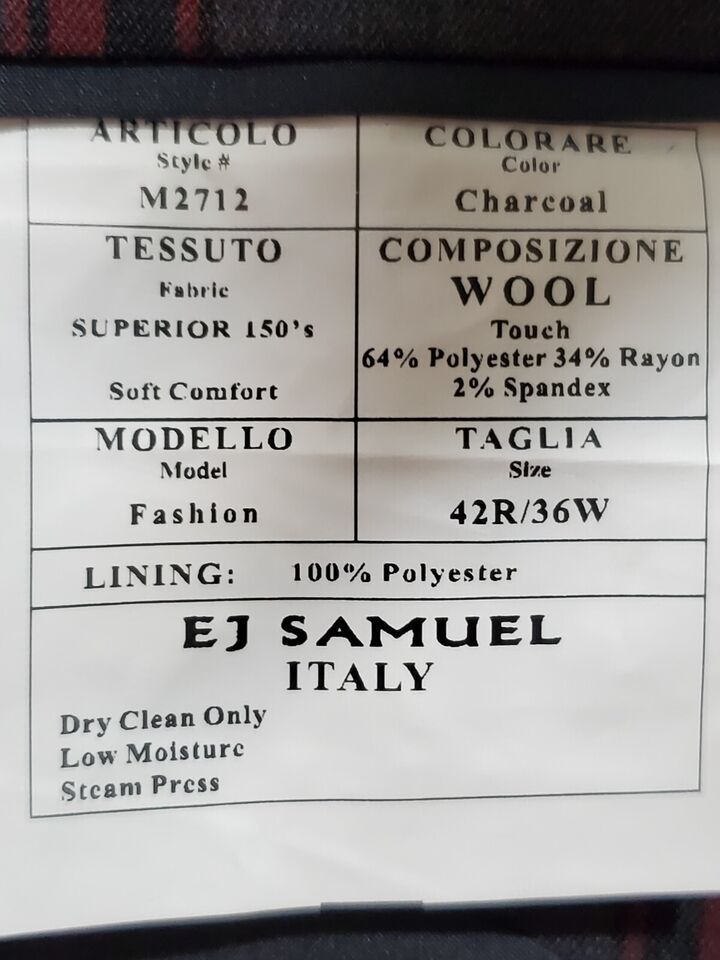 ARTICOLO
Style #
M2712
COLORARE
Color
Charcoal
TESSUTO
Fabric
SUPERIOR 150's
Soft Comfort
COMPOSIZIONE
WOOL
Touch
64% Polyester 34% Rayon
2% Spandex
MODELLO
Model
Fashion
TAGLIA
Size
42R/36W
LINING: 100% Polyester
EJ SAMUEL
ITALY
Dry Clean Only
Low Moisture
Steam Press